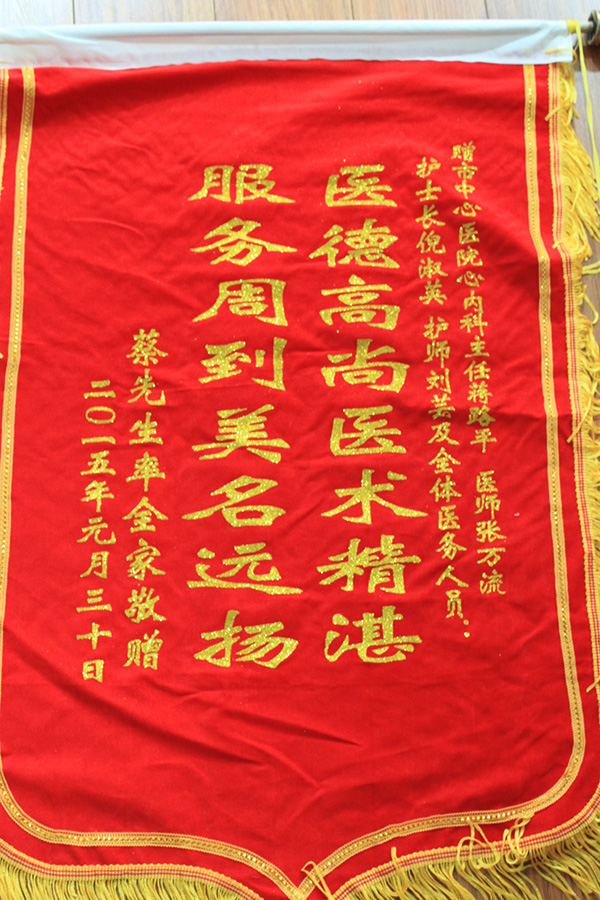 赠市中心医院心内科主任蒋路平 医师张万流
护士长倪淑英 护师刘芸及全体医务人员：
医德高尚医术精湛
服务周到美名远扬
蔡先生率全家敬赠
二〇一五年元月三十日